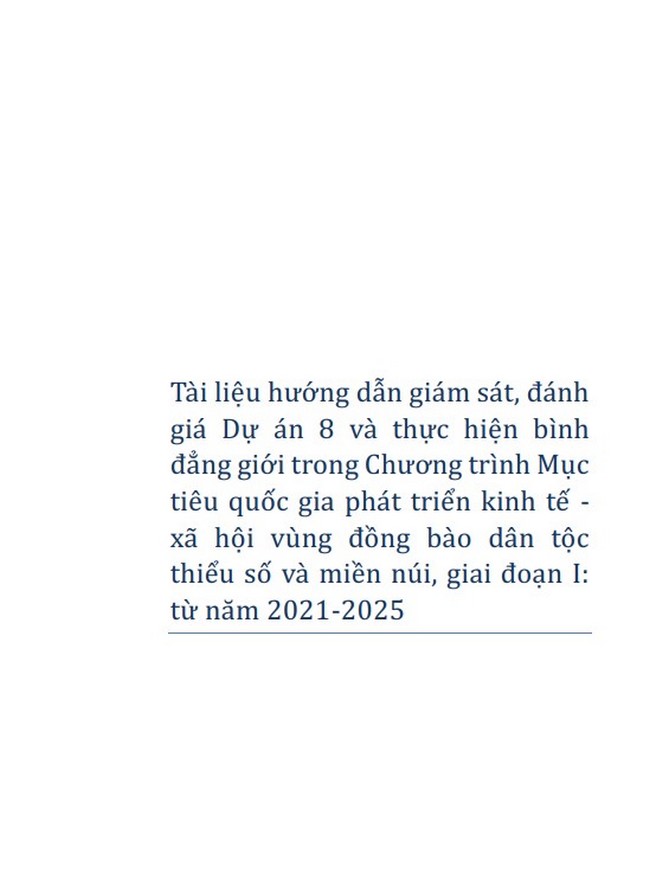 Tài liệu hướng dẫn giám sát, đánh
giá Dự án 8 và thực hiện bình
đẳng giới trong Chương trình Mục
tiêu quốc gia phát triển kinh tế -
xã hội vùng đồng bào dân tộc
thiểu số và miền núi, giai đoạn I:
từ năm 2021-2025